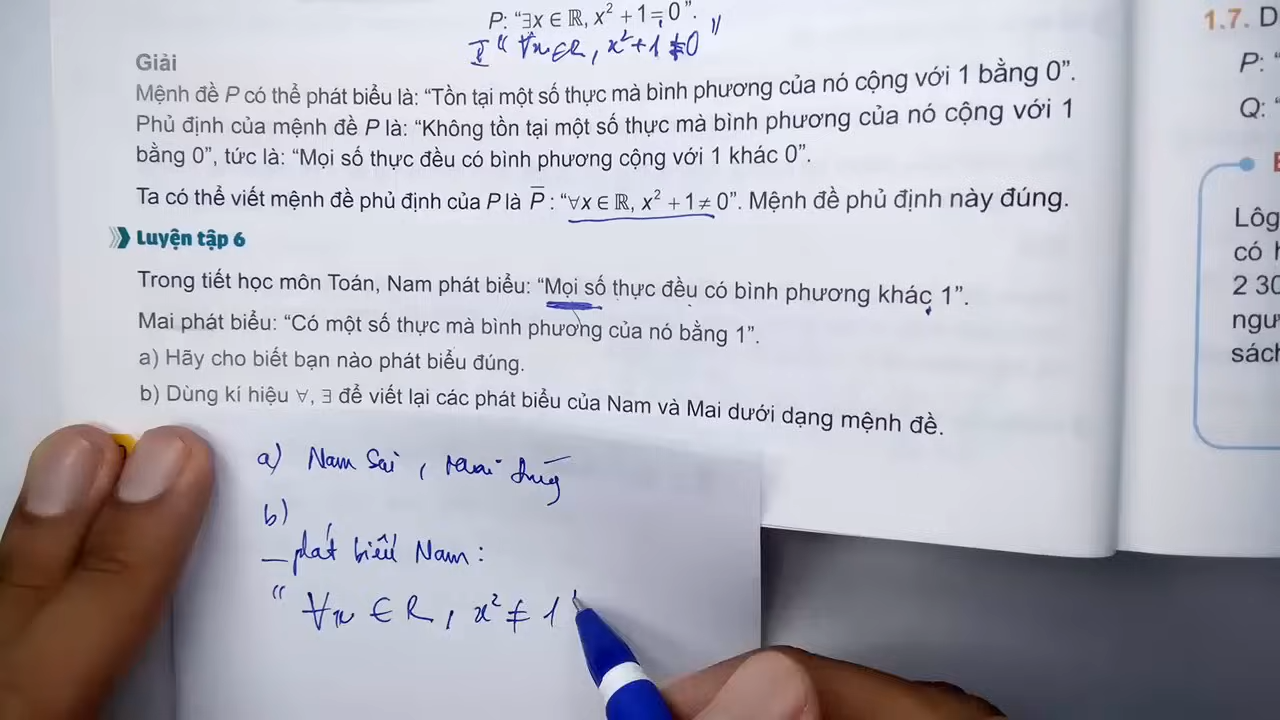 P: “∃x ∈ ℝ, x² + 1 = 0”.
“ ∀x ∈ R, x² + 1 ≠ 0 ”
Giải
Mệnh đề P có thể phát biểu là: “Tồn tại một số thực mà bình phương của nó cộng với 1 bằng 0”.
Phủ định của mệnh đề P là: “Không tồn tại một số thực mà bình phương của nó cộng với 1
bằng 0”, tức là: “Mọi số thực đều có bình phương cộng với 1 khác 0”.
Ta có thể viết mệnh đề phủ định của P là P̅ : “∀x ∈ ℝ, x² + 1 ≠ 0”. Mệnh đề phủ định này đúng.
Luyện tập 6
Trong tiết học môn Toán, Nam phát biểu: “Mọi số thực đều có bình phương khác 1”.
Mai phát biểu: “Có một số thực mà bình phương của nó bằng 1”.
a) Hãy cho biết bạn nào phát biểu đúng.
b) Dùng kí hiệu ∀, ∃ để viết lại các phát biểu của Nam và Mai dưới dạng mệnh đề.
a) Nam Sai , Mai đúng
b)
_ phát biểu Nam :
“ ∀x ∈ R , x² ≠ 1
1.7. D
P: “
Q: “
Lôg
có h
2 30
ngư
sách